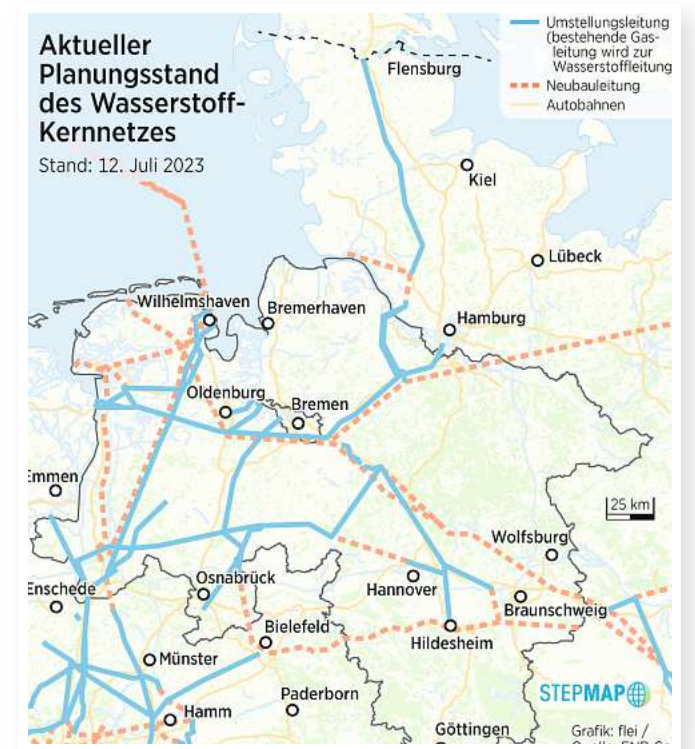 Aktueller
Planungsstand
des Wasserstoff-
Kernnetzes
Stand: 12. Juli 2023
Umstellungsleitung
(bestehende Gas-
leitung wird zur
Wasserstoffleitung
Neubauleitung
Autobahnen
Flensburg
Kiel
Lübeck
Wilhelmshaven
Bremerhaven
Hamburg
Oldenburg
Bremen
Emmen
25 km
Wolfsburg
Enschede
Osnabrück
Hannover
Braunschweig
Bielefeld
Hildesheim
Münster
STEPMAP
Paderborn
Hamm
Göttingen
Grafik: flei /